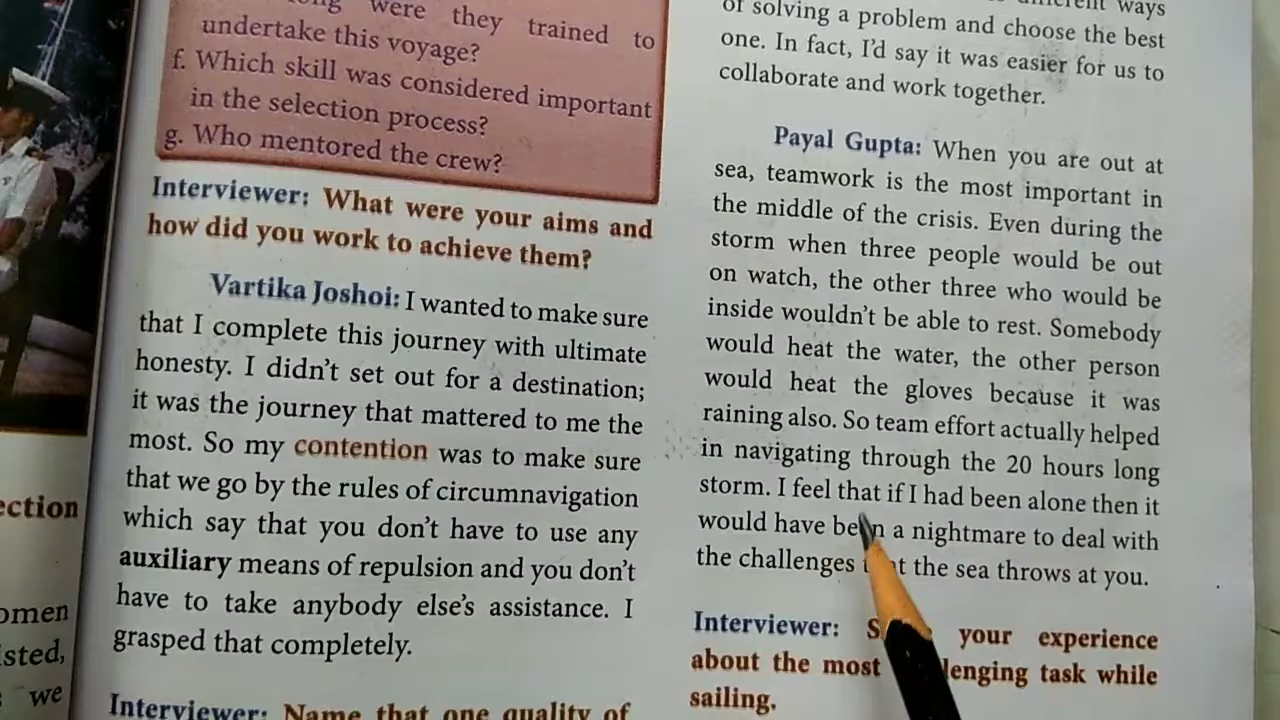 ection
omen
isted,
we
were they trained to
undertake this voyage?
f. Which skill was considered important
in the selection process?
g. Who mentored the crew?
Interviewer: What were your aims and
how did you work to achieve them?
Vartika Joshoi: I wanted to make sure
that I complete this journey with ultimate
honesty. I didn't set out for a destination;
it was the journey that mattered to me the
most. So my contention was to make sure
that we go by the rules of circumnavigation
which say that you don't have to use any
auxiliary means of repulsion and you don't
have to take anybody else's assistance. I
grasped that completely.
Interviewer: Name that one quality of
ways
of solving a problem and choose the best
one. In fact, I'd say it was easier for us to
collaborate and work together.
Payal Gupta: When you are out at
sea, teamwork is the most important in
the middle of the crisis. Even during the
storm when three people would be out
on watch, the other three who would be
inside wouldn't be able to rest. Somebody
would heat the water, the other person
would heat the gloves because it was
raining also. So team effort actually helped
in navigating through the 20 hours long
storm. I feel that if I had been alone then it
would have been a nightmare to deal with
the challenges that the sea throws at you.
Interviewer: your experience
about the most
task while
sailing.